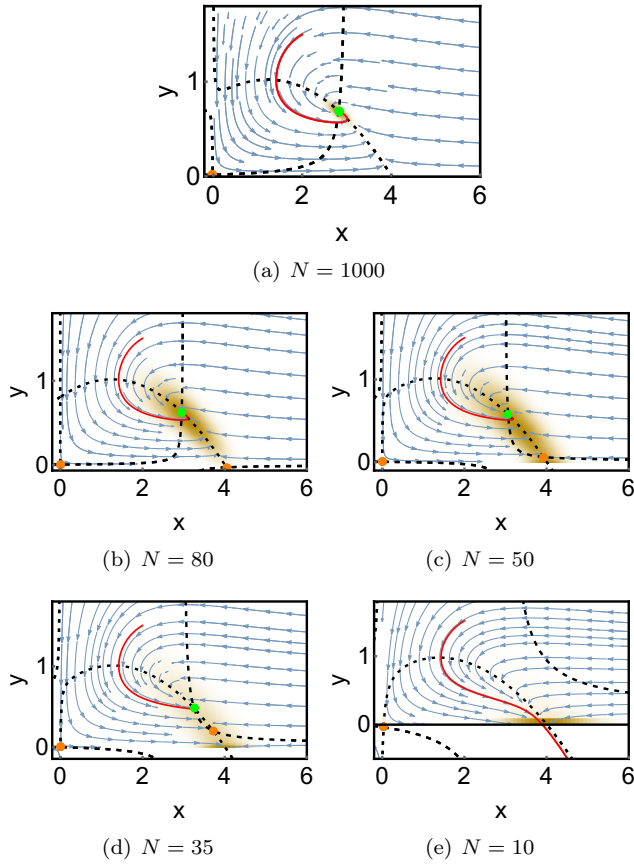 y
1
0
0 2 4 6
x
(a) N = 1000
y
1
0
0 2 4 6
x
(b) N = 80
y
1
0
0 2 4 6
x
(c) N = 50
y
1
0
0 2 4 6
x
(d) N = 35
y
1
0
0 2 4 6
x
(e) N = 10